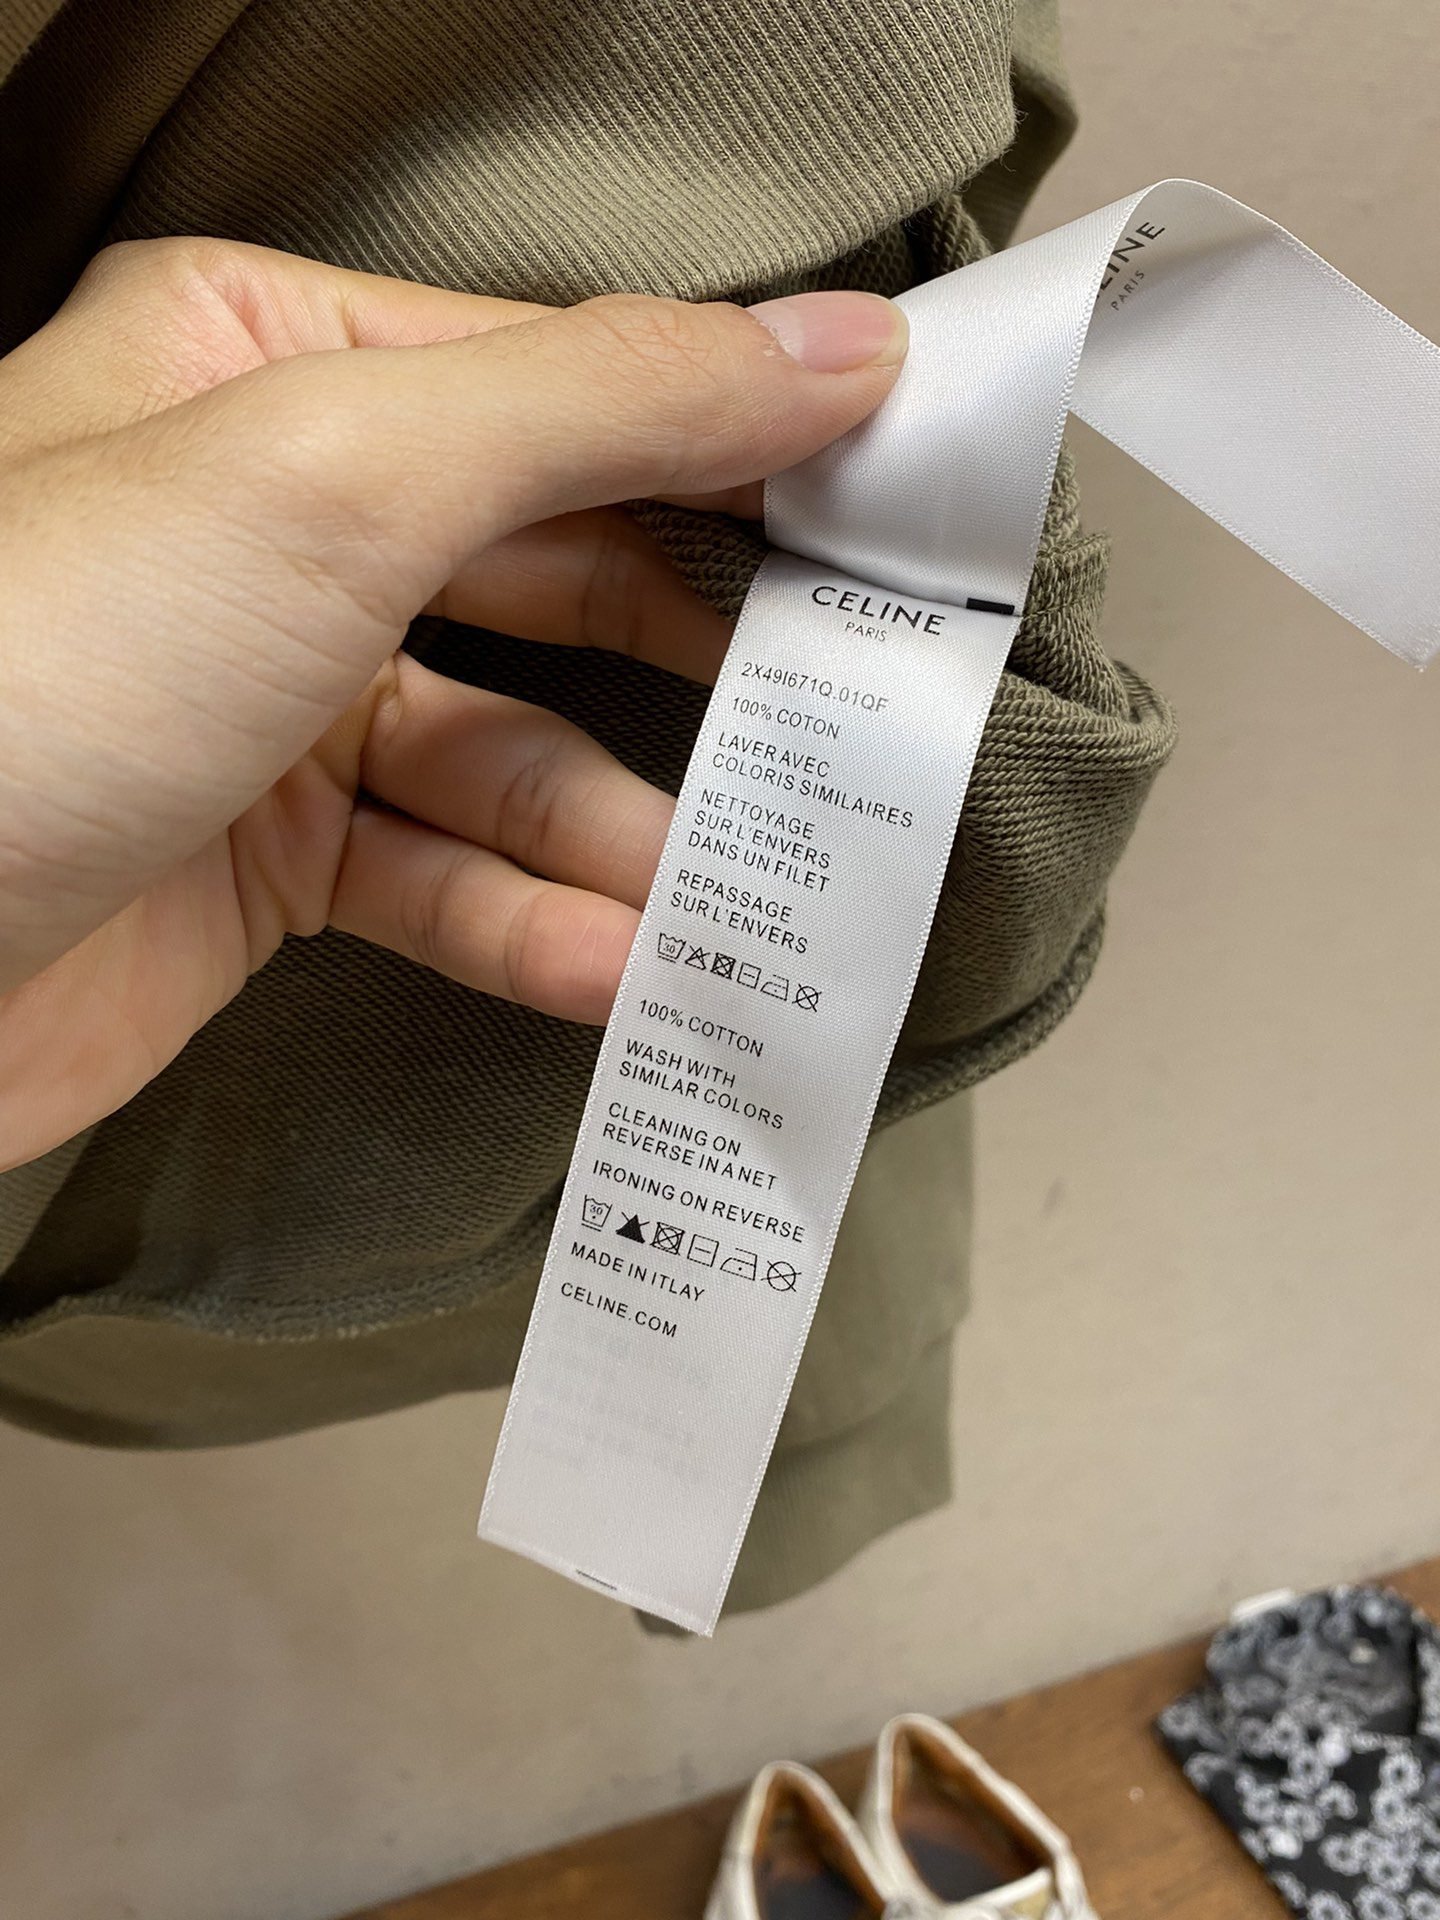 CELINE
PARIS
2X49I671Q.01QF
100% COTON
LAVER AVEC
COLORIS SIMILAIRES
NETTOYAGE
SUR L'ENVERS
DANS UN FILET
REPASSAGE
SUR L'ENVERS
30
100% COTTON
WASH WITH
SIMILAR COLORS
CLEANING ON
REVERSE IN A NET
IRONING ON REVERSE
30
MADE IN ITLAY
CELINE.COM
PARIS